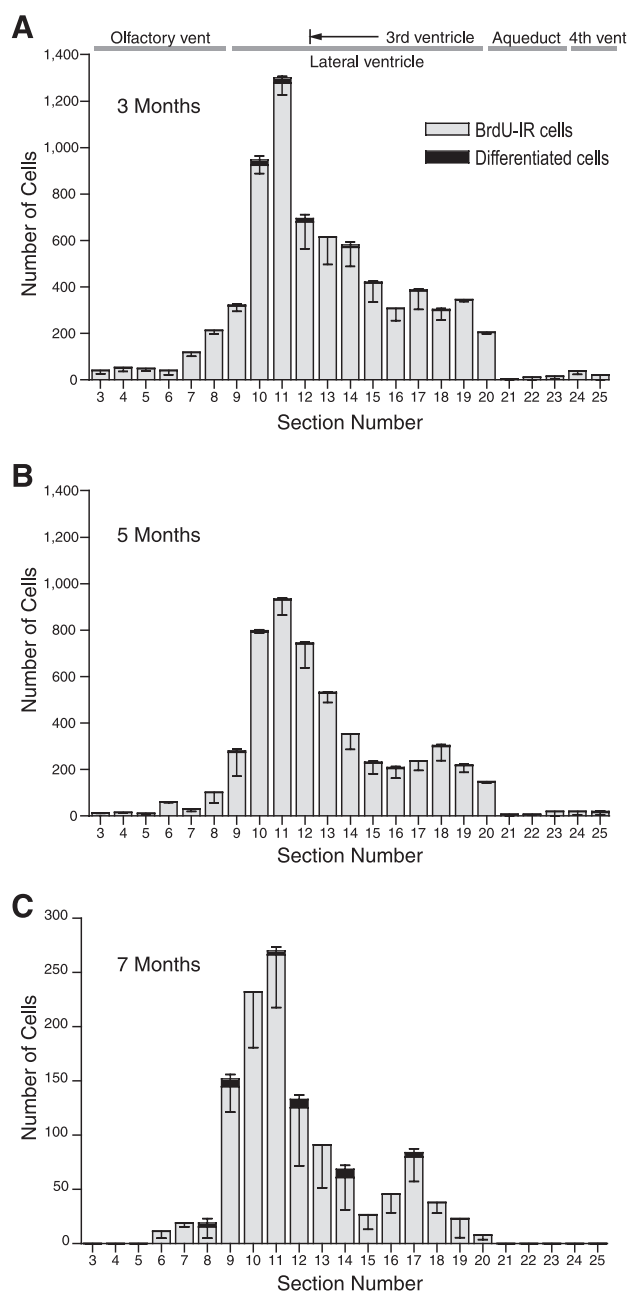 A
Olfactory vent
3rd ventricle
Aqueduct
4th vent
Lateral ventricle
1,400
1,200
1,000
800
600
400
200
0
Number of Cells
3 Months
BrdU-IR cells
Differentiated cells
3 4 5 6 7 8 9 10 11 12 13 14 15 16 17 18 19 20 21 22 23 24 25
Section Number
B
1,400
1,200
1,000
800
600
400
200
0
Number of Cells
5 Months
3 4 5 6 7 8 9 10 11 12 13 14 15 16 17 18 19 20 21 22 23 24 25
Section Number
C
300
250
200
150
100
50
0
Number of Cells
7 Months
3 4 5 6 7 8 9 10 11 12 13 14 15 16 17 18 19 20 21 22 23 24 25
Section Number